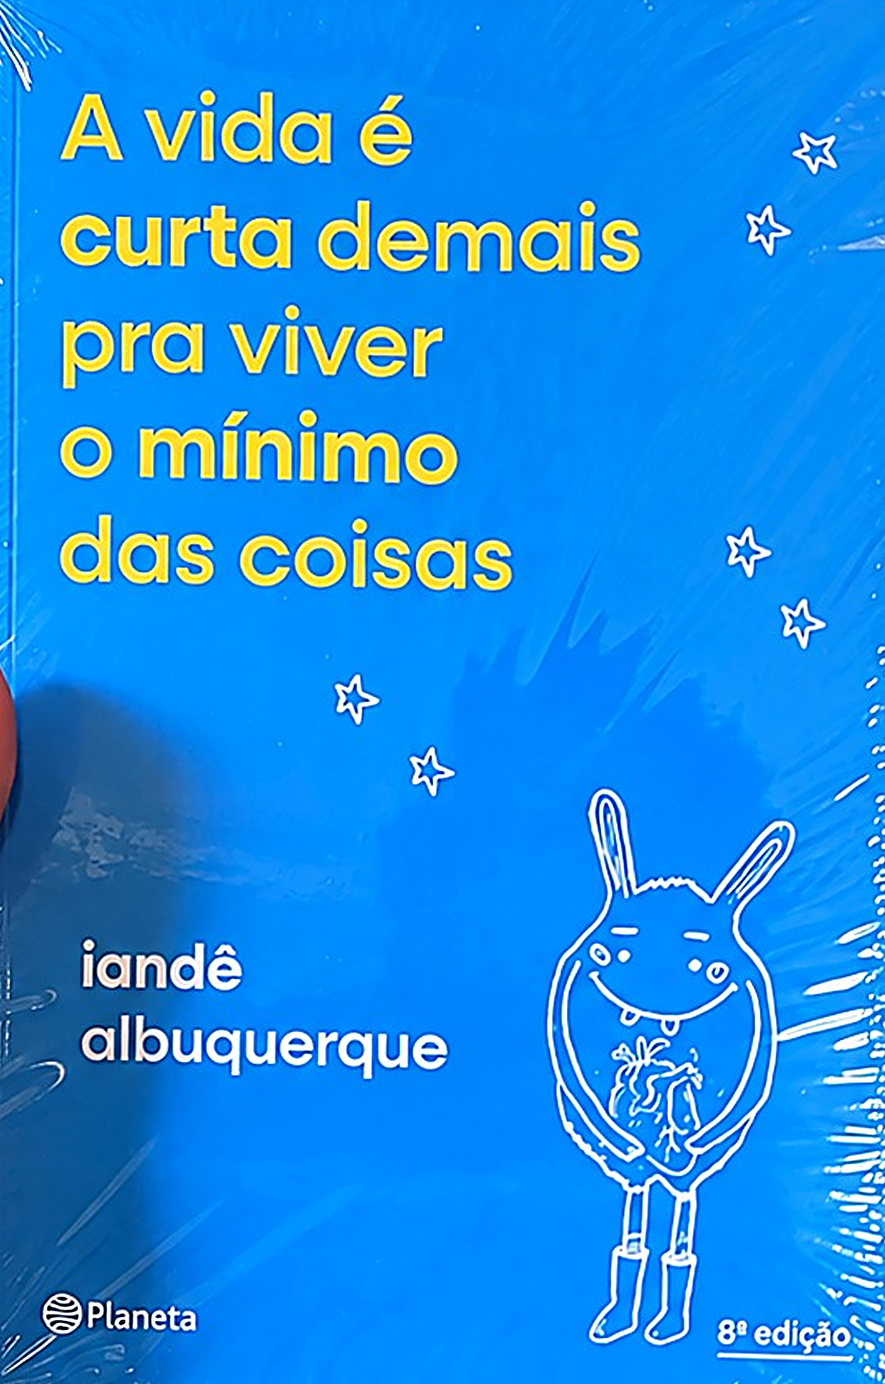 A vida é
curta demais
pra viver
o mínimo
das coisas
iandê
albuquerque
Planeta
8ª edição